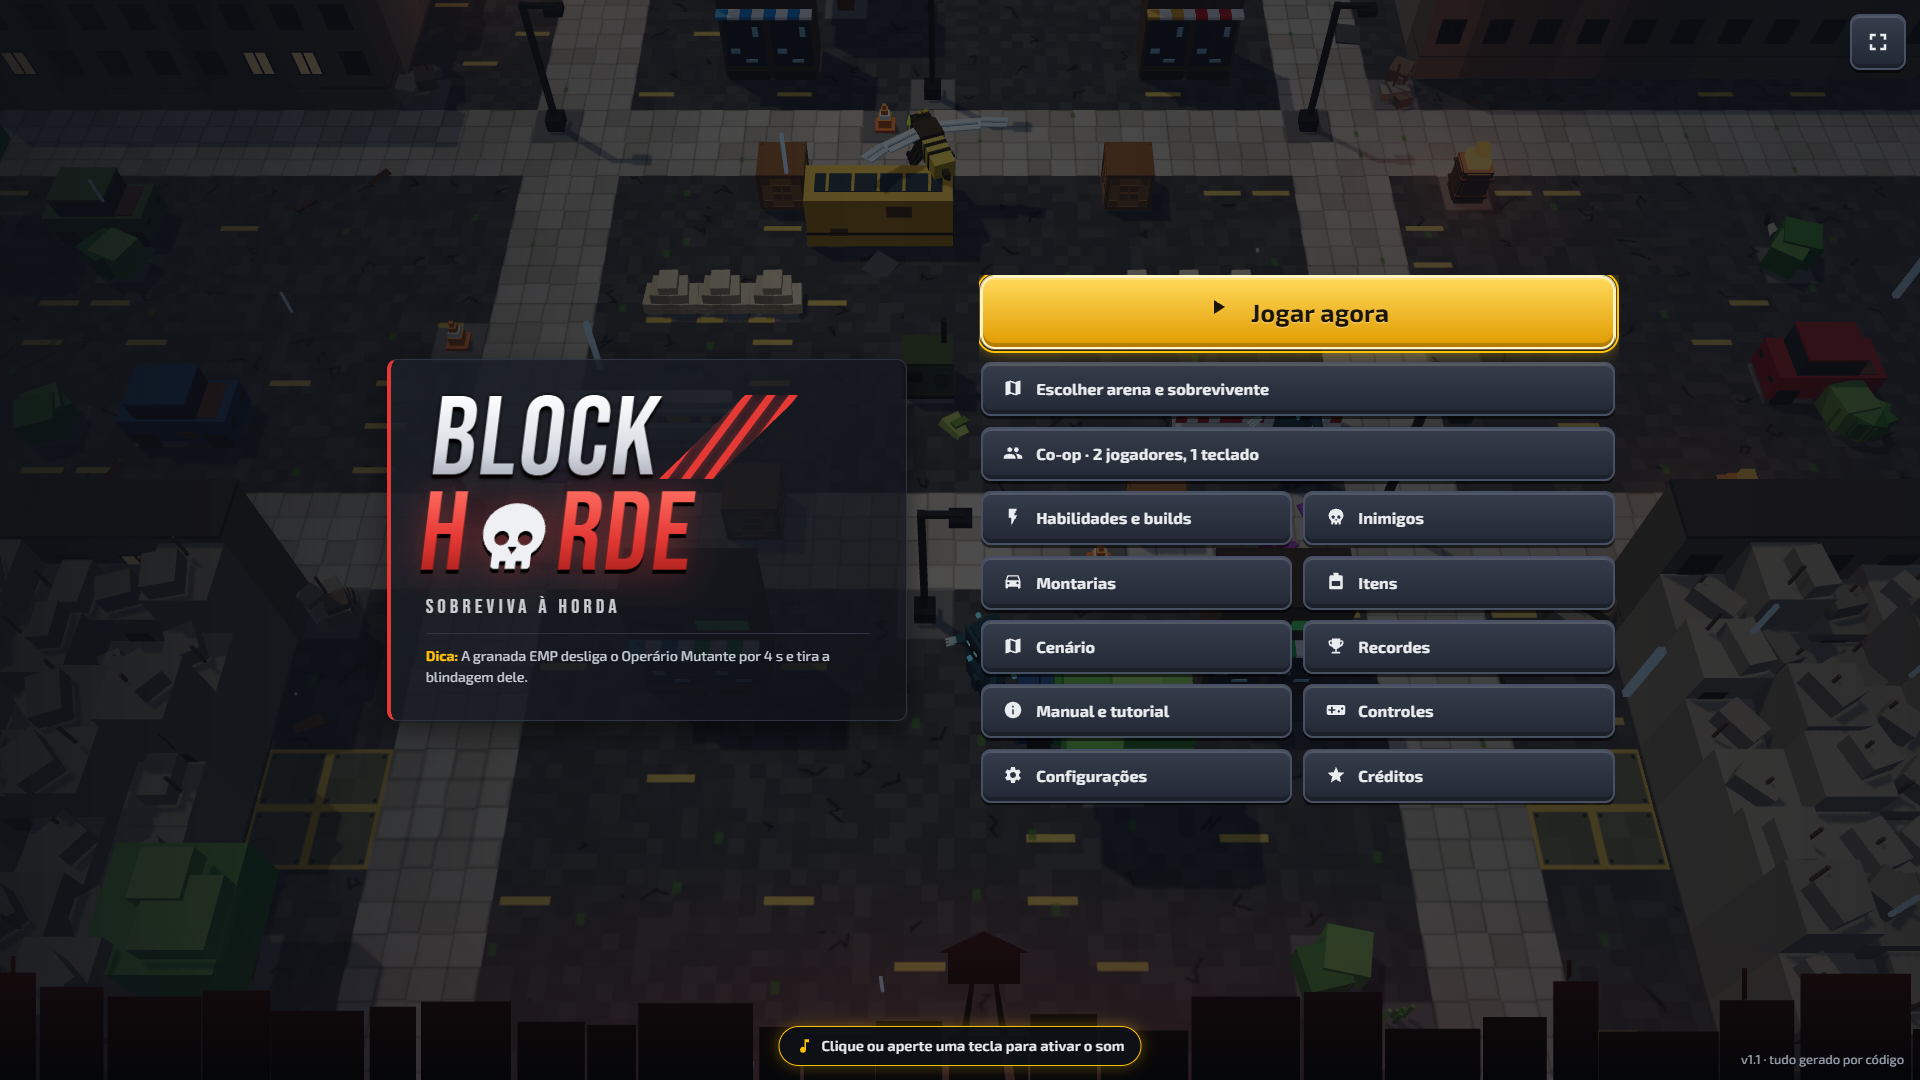 BLOCK
HORDE
SOBREVIVA À HORDA
Dica: A granada EMP desliga o Operário Mutante por 4 s e tira a
blindagem dele.
Jogar agora
Escolher arena e sobrevivente
Co-op · 2 jogadores, 1 teclado
Habilidades e builds
Inimigos
Montarias
Itens
Cenário
Recordes
Manual e tutorial
Controles
Configurações
Créditos
Clique ou aperte uma tecla para ativar o som
v1.1 · tudo gerado por código